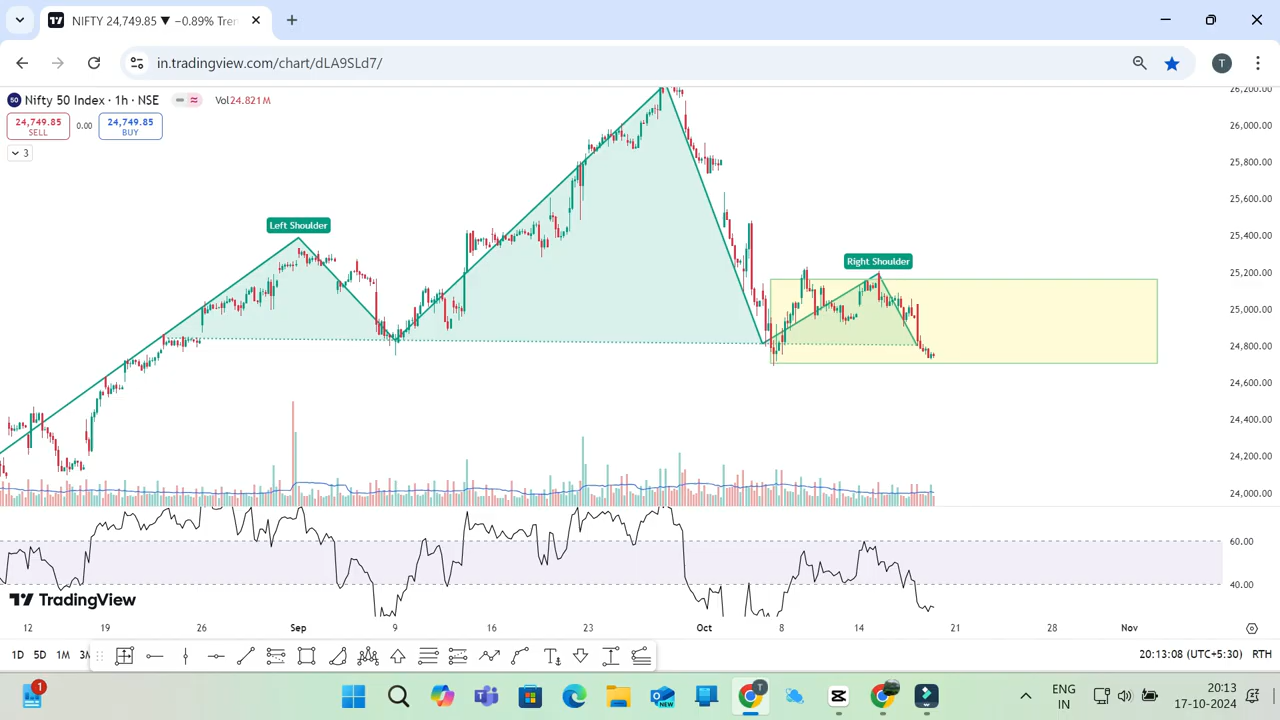 NIFTY 24,749.85 ▼ −0.89%
in.tradingview.com/chart/dLA9SLd7/
T
50 Nifty 50 Index · 1h · NSE
Vol 24.821 M
24,749.85
SELL
0.00
24,749.85
BUY
3
Left Shoulder
Right Shoulder
26,200.00
26,000.00
25,800.00
25,600.00
25,400.00
25,200.00
25,000.00
24,800.00
24,600.00
24,400.00
24,200.00
24,000.00
60.00
40.00
TradingView
12
19
26
Sep
9
16
23
Oct
8
14
21
28
Nov
1D 5D 1M
20:13:08 (UTC+5:30) RTH
1
NEW
T
ENG
IN
20:13
17-10-2024